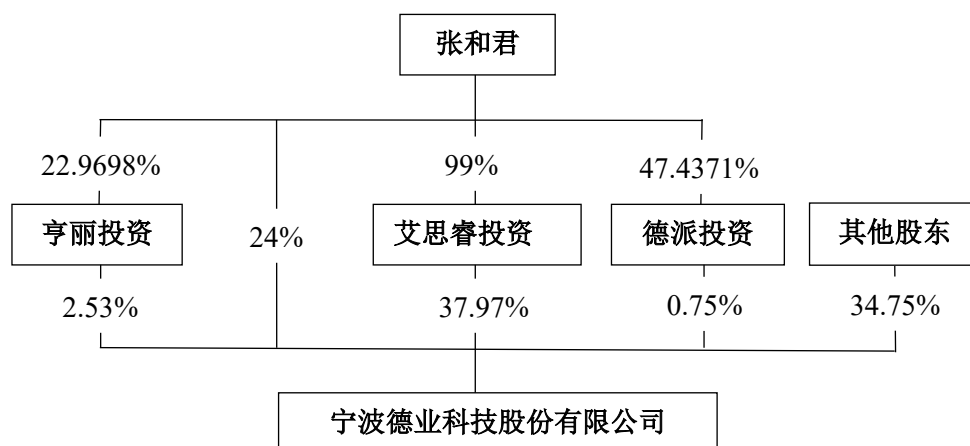 张和君
22.9698%
99%
47.4371%
亨丽投资
24%
艾思睿投资
德派投资
其他股东
2.53%
37.97%
0.75%
34.75%
宁波德业科技股份有限公司